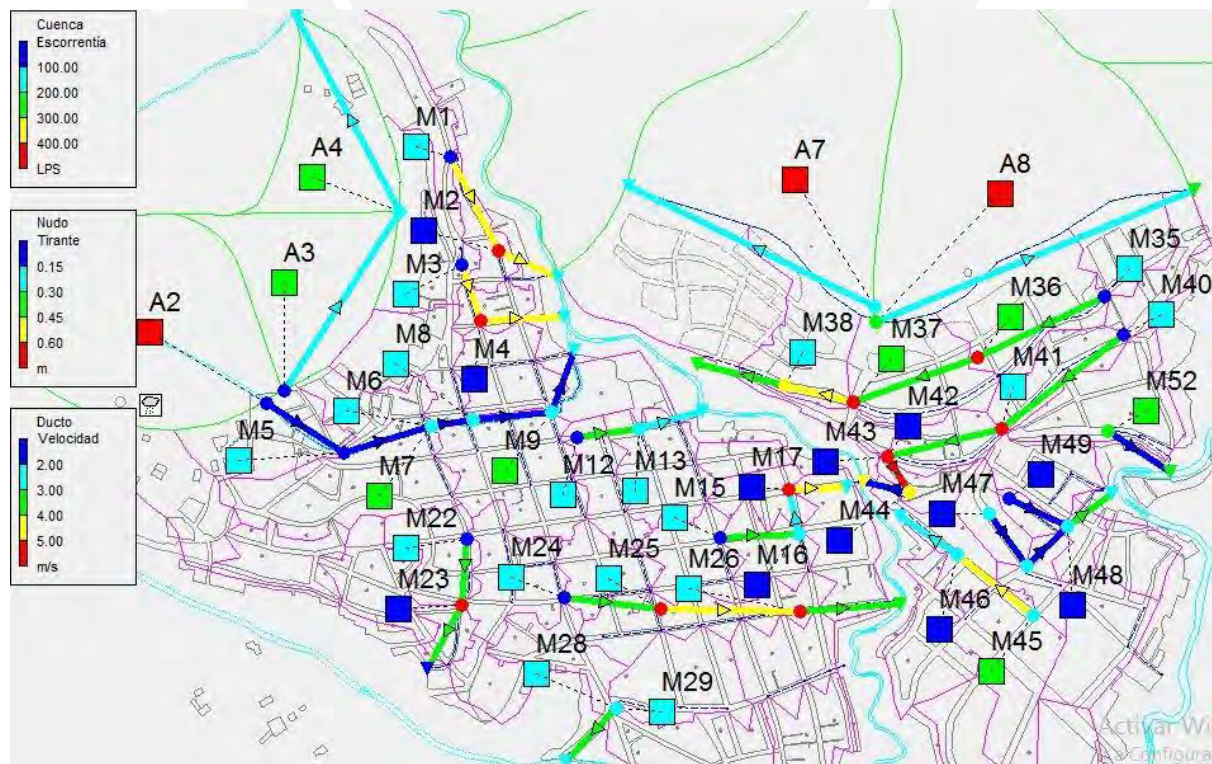 Cuenca
Escorrentía
100.00
200.00
300.00
400.00
LPS
Nudo
Tirante
0.15
0.30
0.45
0.60
m
Ducto
Velocidad
2.00
3.00
4.00
5.00
m/s
M1
A4
A7
A8
M2
M3
A3
M35
A2
M36
M40
M8
M38
M37
M4
M41
M6
M42
M52
M5
M9
M43
M49
M7
M12
M13
M17
M47
M15
M44
M22
M24
M25
M26
M16
M23
M48
M46
M45
M28
M29
Activar Wi
a Configura